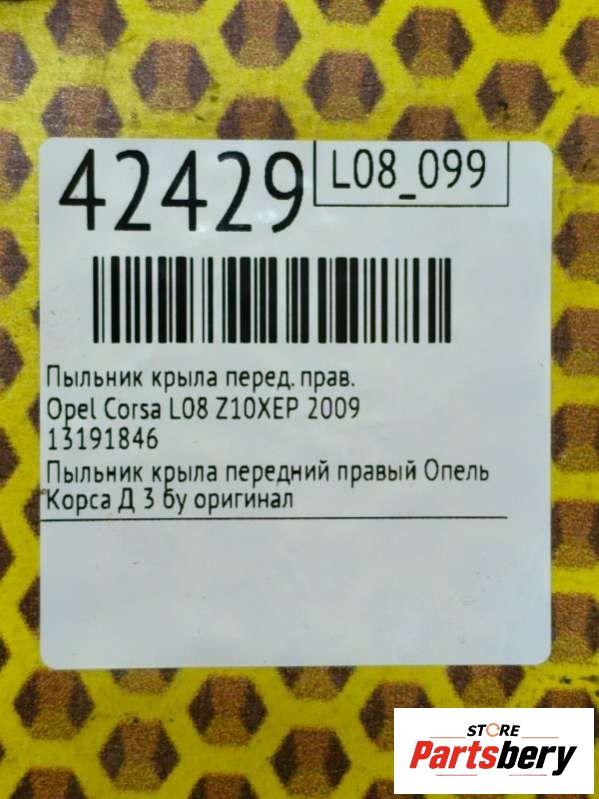 42429
L08_099
Пыльник крыла перед. прав.
Opel Corsa L08 Z10XEP 2009
13191846
Пыльник крыла передний правый Опель
Корса Д 3 бу оригинал
STORE
Partsbery